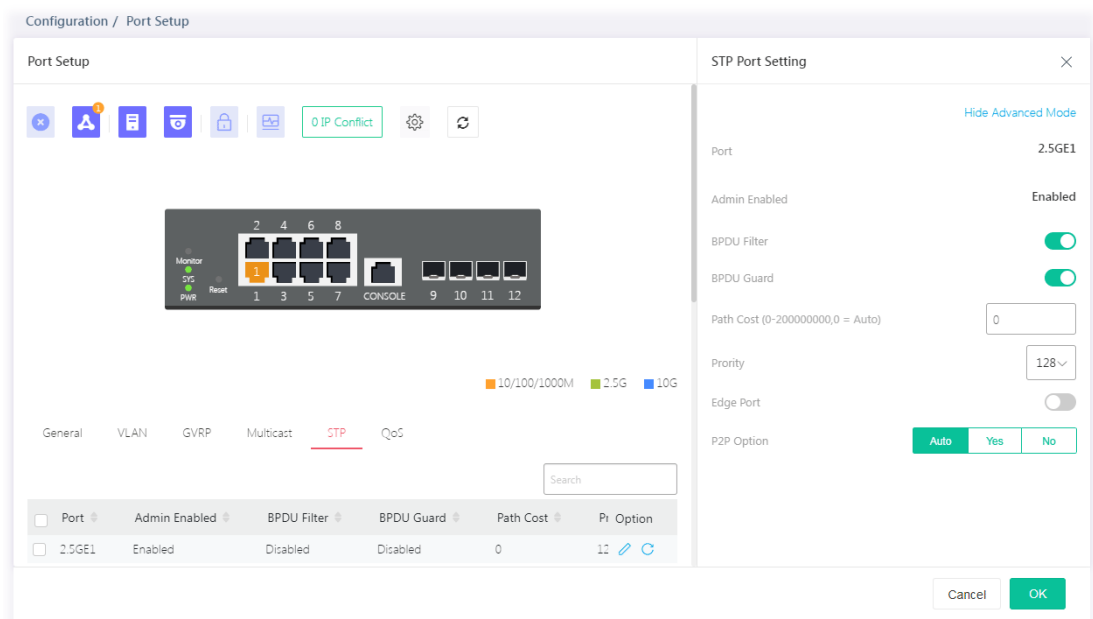 Configuration / Port Setup
Port Setup
1
0 IP Conflict
2 4 6 8
Monitor
SYS
PWR
Reset
1
1 3 5 7 CONSOLE 9 10 11 12
10/100/1000M 2.5G 10G
General VLAN GVRP Multicast STP QoS
Search
Port Admin Enabled BPDU Filter BPDU Guard Path Cost Pr Option
2.5GE1 Enabled Disabled Disabled 0 12
STP Port Setting
Hide Advanced Mode
Port 2.5GE1
Admin Enabled Enabled
BPDU Filter
BPDU Guard
Path Cost (0-200000000,0 = Auto) 0
Prority 128
Edge Port
P2P Option Auto Yes No
Cancel OK